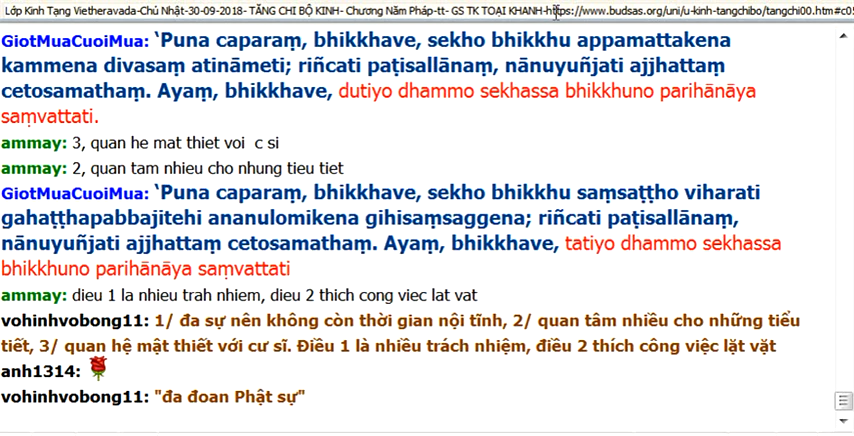 Lớp Kinh Tạng Vietheravada-Chủ Nhật-30-09-2018- TĂNG CHI BỘ KINH- Chương Năm Pháp-tt- GS TK TOẠI KHANH-https://www.budsas.org/uni/u-kinh-tangchibo/tangchi00.htm#c05
GiotMuaCuoiMua: ‘Puna caparaṃ, bhikkhave, sekho bhikkhu appamattakena
kammena divasaṃ atināmeti; riñcati paṭisallānaṃ, nānuyuñjati ajjhattaṃ
cetosamathaṃ. Ayaṃ, bhikkhave, dutiyo dhammo sekhassa bhikkhuno parihānāya
saṃvattati.
ammay: 3, quan he mat thiet voi c si
ammay: 2, quan tam nhieu cho nhung tieu tiet
GiotMuaCuoiMua: ‘Puna caparaṃ, bhikkhave, sekho bhikkhu saṃsaṭṭho viharati
gahaṭṭhapabbajitehi ananulomikena gihisaṃsaggena; riñcati paṭisallānaṃ,
nānuyuñjati ajjhattaṃ cetosamathaṃ. Ayaṃ, bhikkhave, tatiyo dhammo sekhassa
bhikkhuno parihānāya saṃvattati
ammay: dieu 1 la nhieu trah nhiem, dieu 2 thich cong viec lat vat
vohinhvobong11: 1/ đa sự nên không còn thời gian nội tĩnh, 2/ quan tâm nhiều cho những tiểu
tiết, 3/ quan hệ mật thiết với cư sĩ. Điều 1 là nhiều trách nhiệm, điều 2 thích công việc lặt vặt
anh1314:
vohinhvobong11: "đa đoan Phật sự"